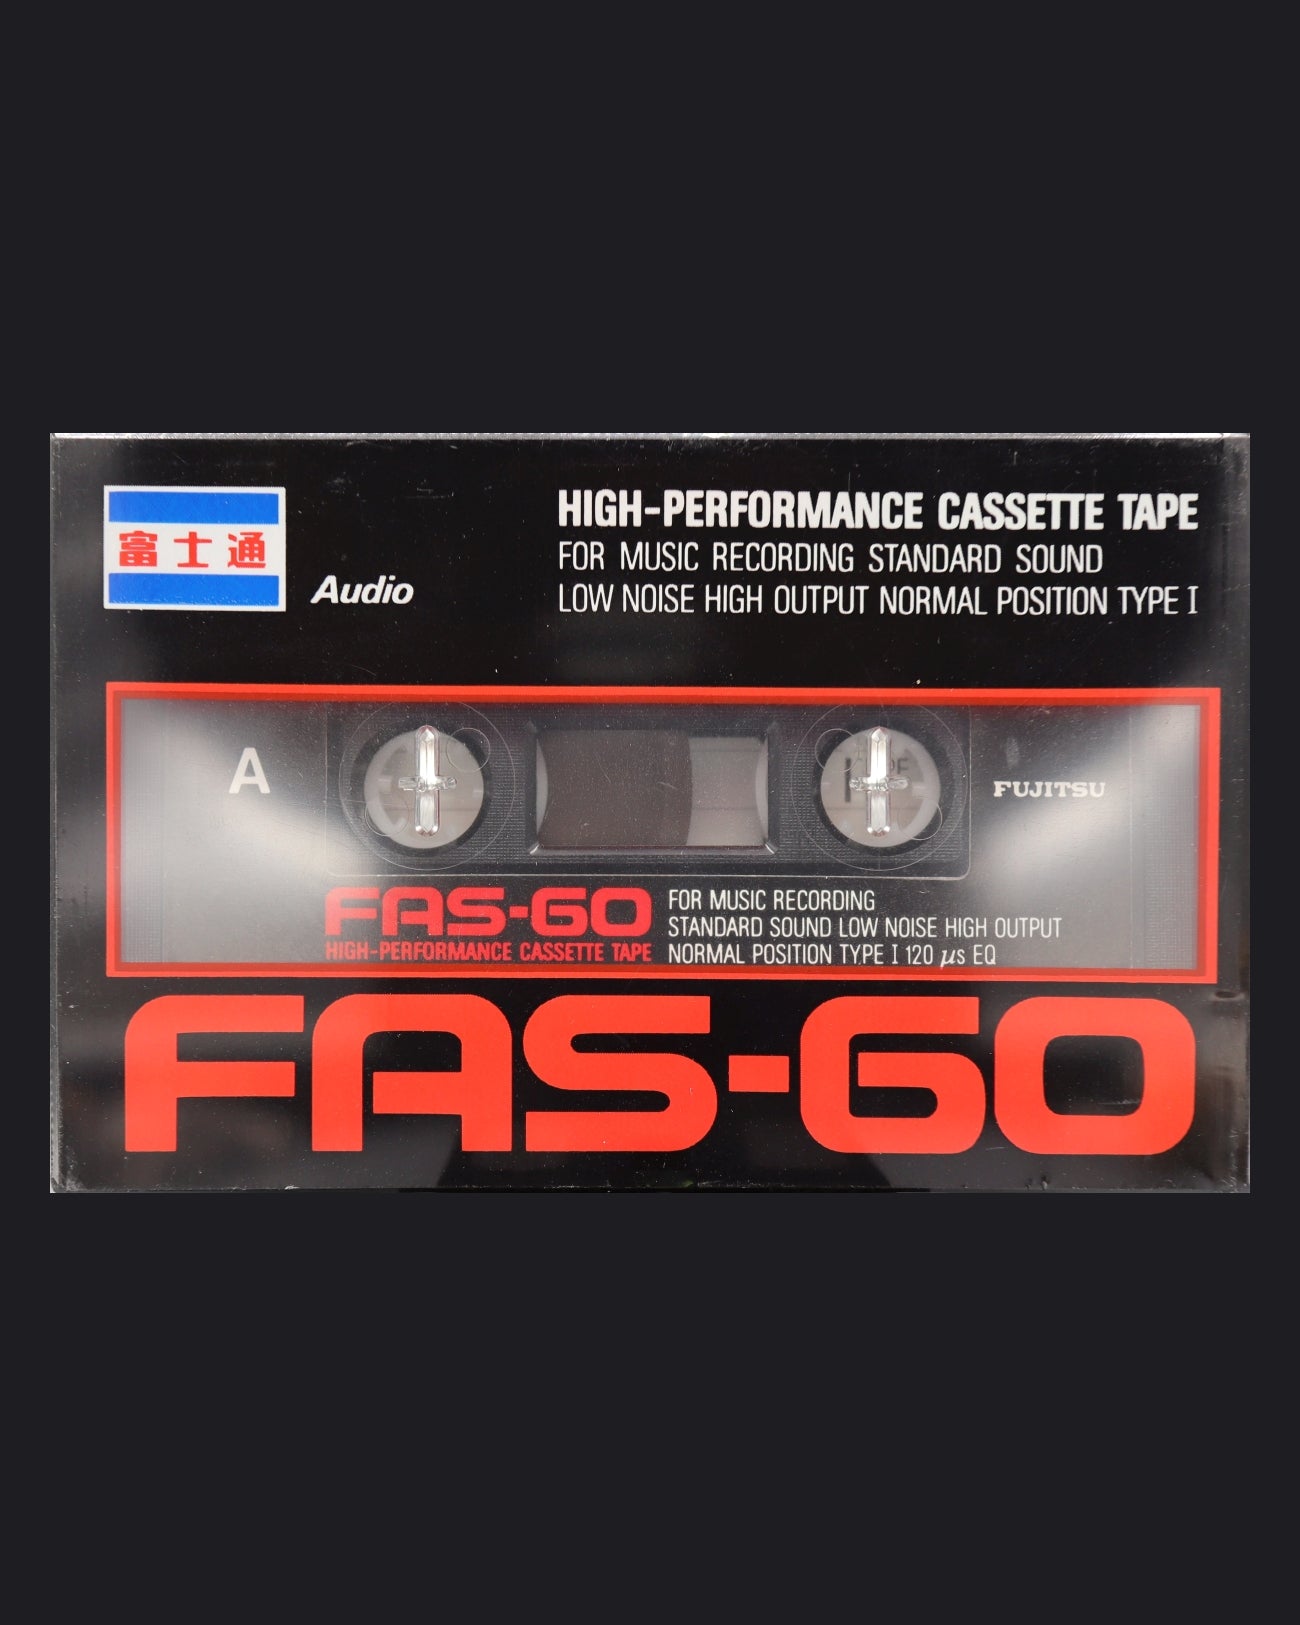 富士通
Audio
HIGH-PERFORMANCE CASSETTE TAPE
FOR MUSIC RECORDING STANDARD SOUND
LOW NOISE HIGH OUTPUT NORMAL POSITION TYPE I
A
FUJITSU
FAS-60
HIGH-PERFORMANCE CASSETTE TAPE
FOR MUSIC RECORDING
STANDARD SOUND LOW NOISE HIGH OUTPUT
NORMAL POSITION TYPE I 120 μs EQ
FAS-60